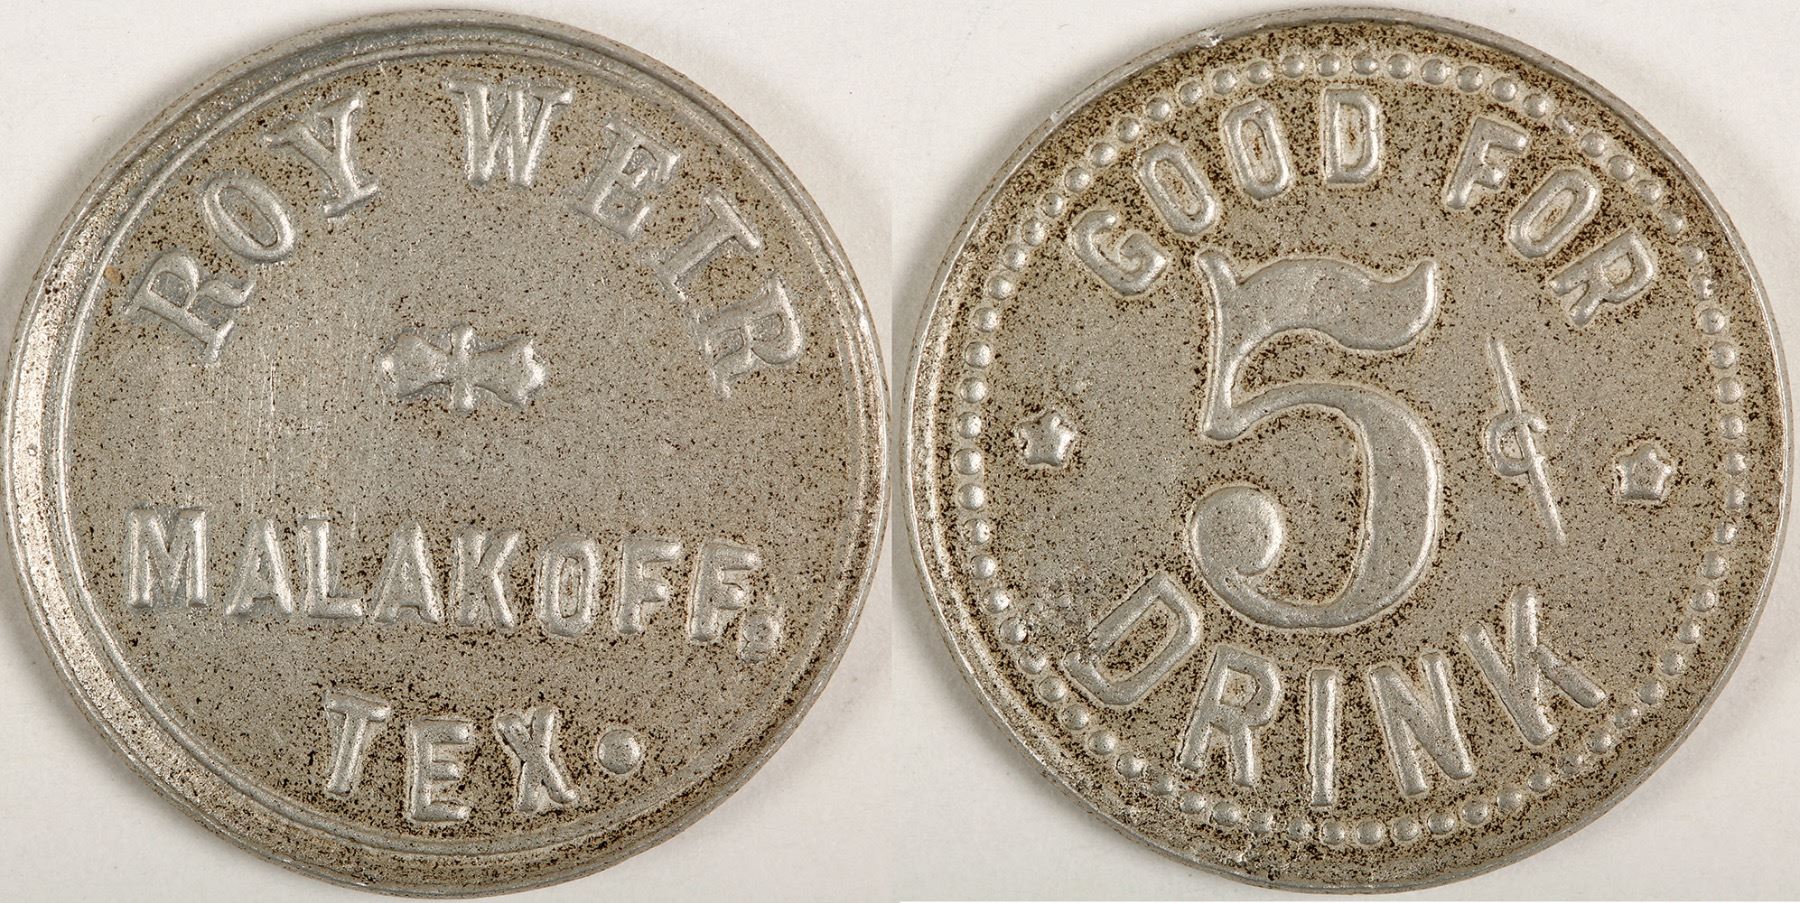 ROY WEIR
MALAKOFF,
TEX.
GOOD FOR
5¢
DRINK